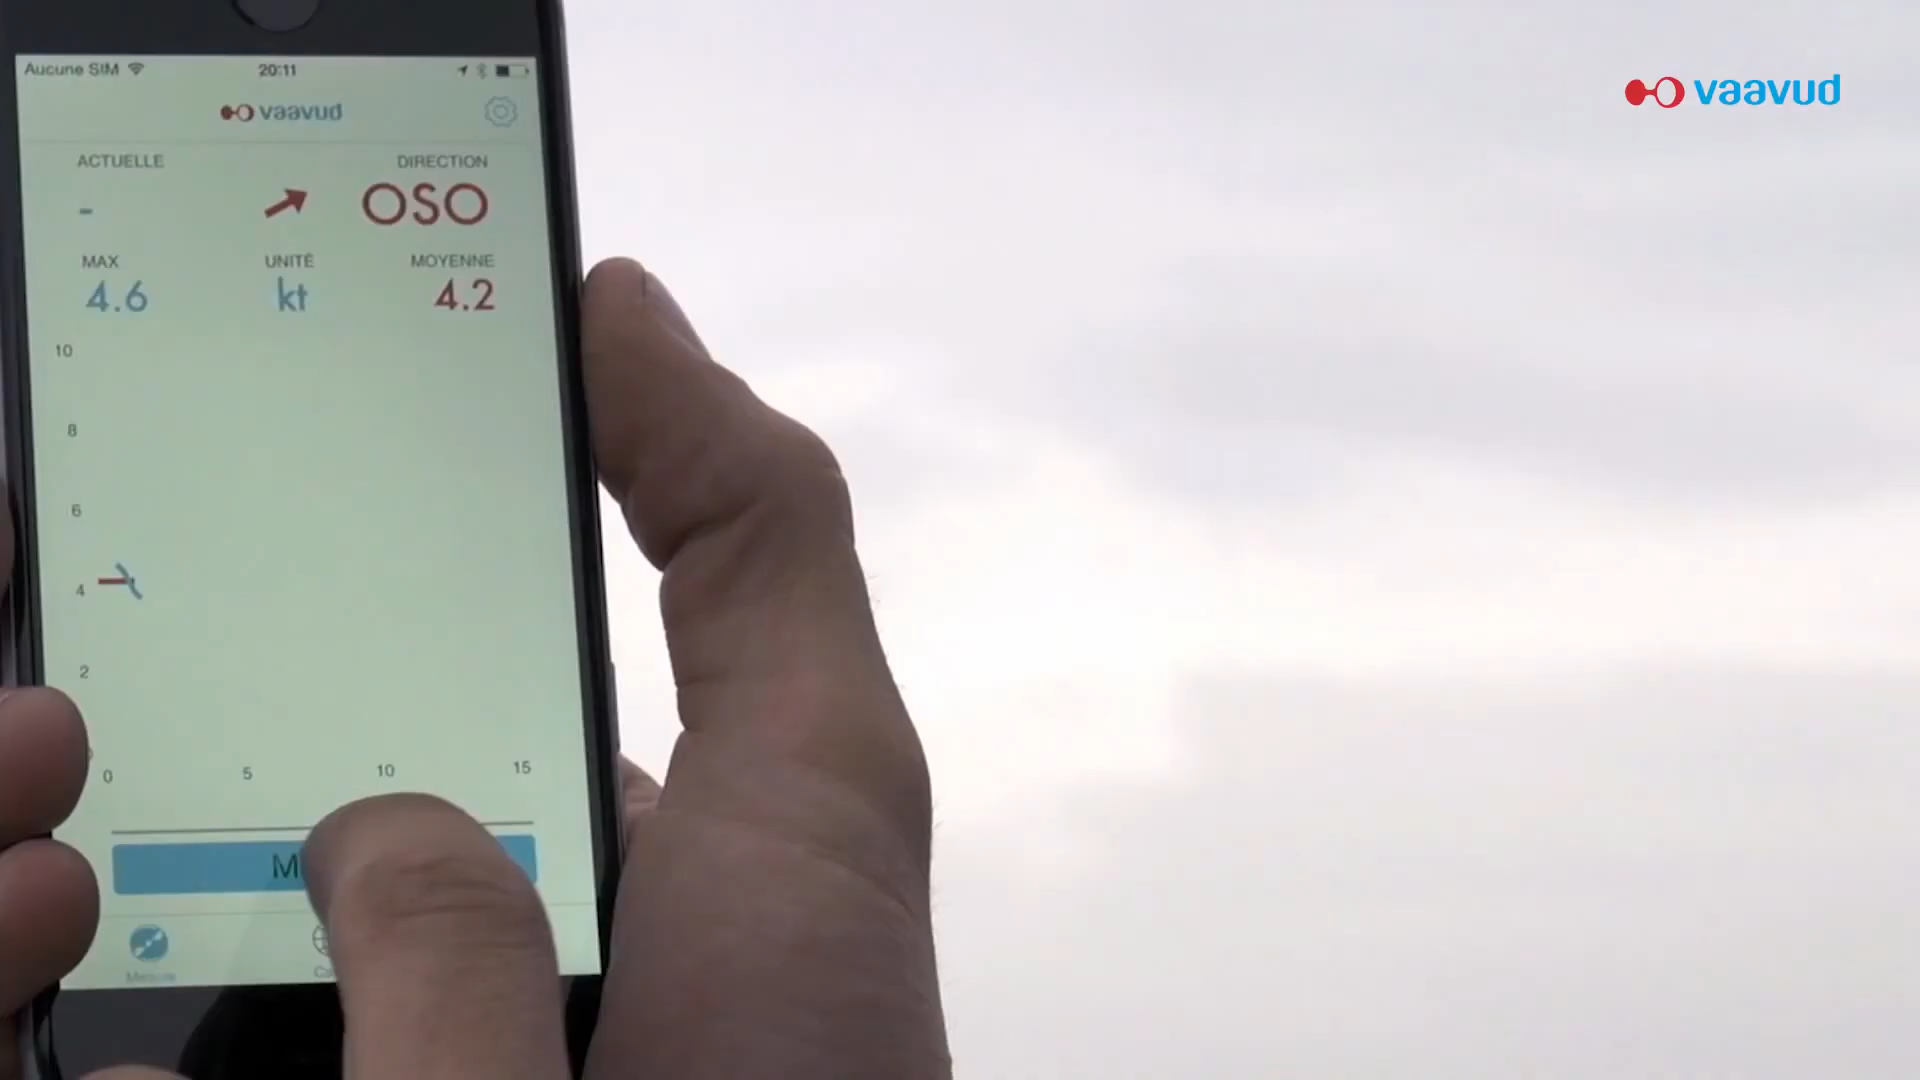 Aucune SIM
20:11
vaavud
vaavud
ACTUELLE
DIRECTION
-
OSO
MAX
UNITÉ
MOYENNE
4.6
kt
4.2
10
8
6
4
2
0
5
10
15
Mesure